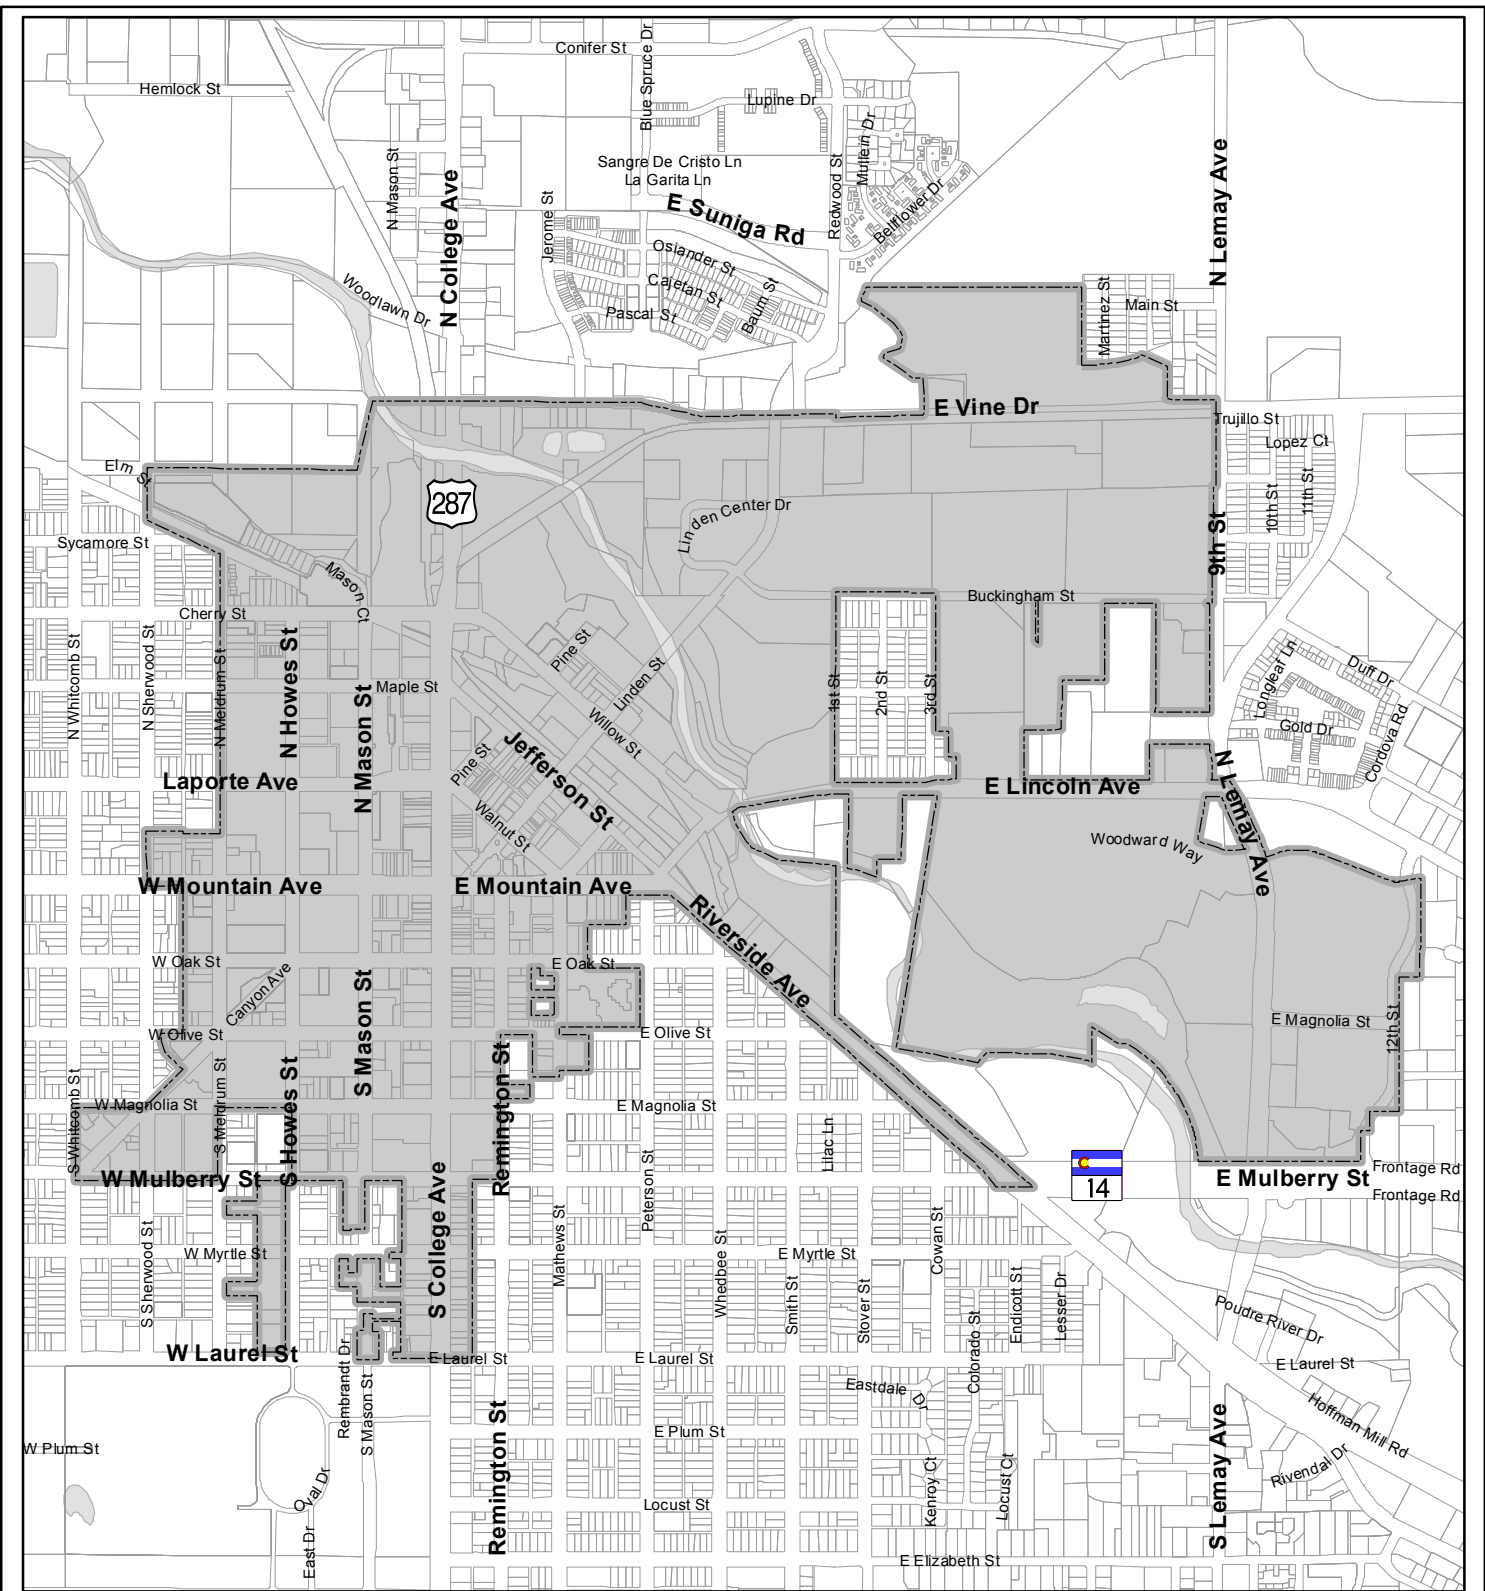 Conifer St
Blue Spruce Dr
Hemlock St
Lupine Dr
Mullein Dr
N Mason St
Sangre De Cristo Ln
La Garita Ln
Redwood St
N Lemay Ave
N College Ave
E Suniga Rd
Bellflower Dr
Jerome St
Osiander St
Cajetan St
Woodlawn Dr
Pascal St
Baum St
Martinez St
Main St
E Vine Dr
Trujillo St
Lopez Ct
Elm St
287
Linden Center Dr
10th St
11th St
9th St
Sycamore St
Mason Ct
Buckingham St
Cherry St
N Whitcomb St
N Sherwood St
N Meldrum St
N Howes St
Pine St
Linden St
Longleaf Ln
Duff Dr
Maple St
N Mason St
1st St
2nd St
3rd St
Willow St
Gold Dr
Cordova Rd
Jefferson St
Pine St
Laporte Ave
E Lincoln Ave
N Lemay Ave
Walnut St
Woodward Way
W Mountain Ave
E Mountain Ave
Riverside Ave
W Oak St
E Oak St
Canyon Ave
S Mason St
W Olive St
E Olive St
E Magnolia St
12th St
S Whitcomb St
W Magnolia St
S Meldrum St
S Howes St
Remington St
E Magnolia St
Lilac Ln
Peterson St
W Mulberry St
14
E Mulberry St
Frontage Rd
Frontage Rd
S College Ave
S Sherwood St
W Myrtle St
Mathews St
Whedbee St
E Myrtle St
Smith St
Stover St
Cowan St
Endicott St
Lesser Dr
Colorado St
Poudre River Dr
W Laurel St
Rembrandt Dr
E Laurel St
E Laurel St
E Laurel St
S Mason St
Eastdale Dr
Hoffman Mill Rd
W Plum St
Remington St
E Plum St
S Lemay Ave
Rivendal Dr
Oval Dr
Kenroy Ct
Locust Ct
Locust St
East Dr
E Elizabeth St